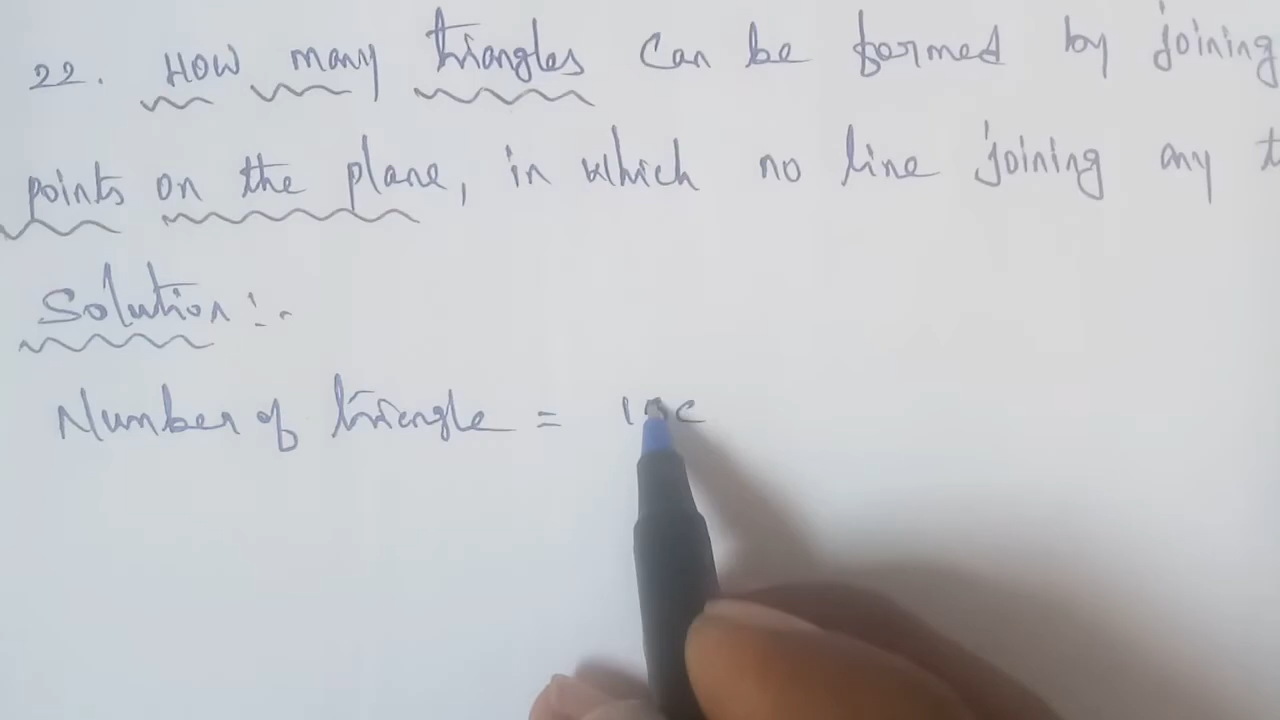 22. How many triangles can be formed by joining
points on the plane, in which no line joining any
Solution :-
Number of triangle =